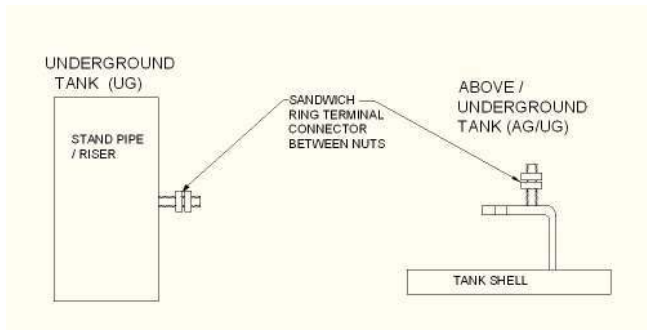 UNDERGROUND
TANK (UG)
STAND PIPE
/ RISER
SANDWICH
RING TERMINAL
CONNECTOR
BETWEEN NUTS
ABOVE /
UNDERGROUND
TANK (AG/UG)
TANK SHELL